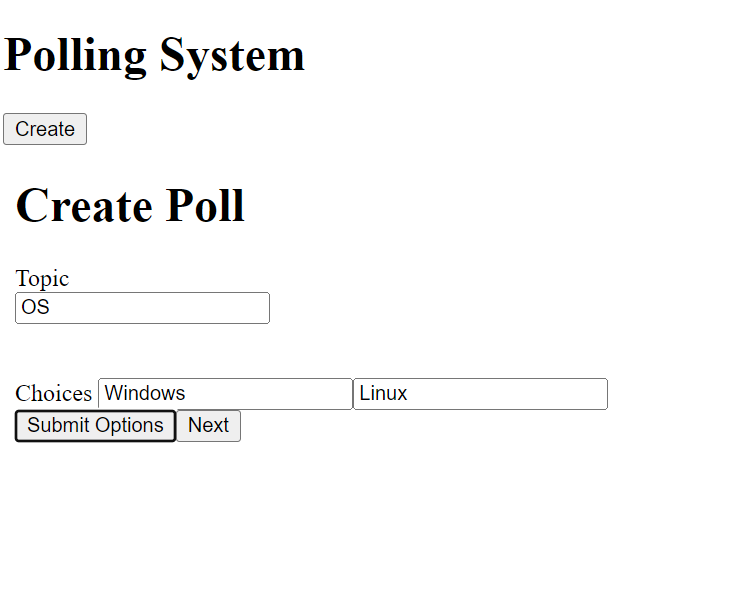 Polling System
Create
Create Poll
Topic
OS
Choices Windows Linux
Submit Options Next